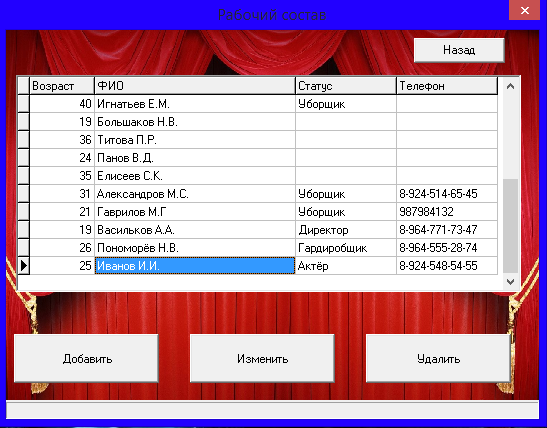 Рабочий состав
Назад
Возраст ФИО Статус Телефон
40 Игнатьев Е.М. Уборщик
19 Большаков Н.В.
36 Титова П.Р.
24 Панов В.Д.
35 Елисеев С.К.
31 Александров М.С. Уборщик 8-924-514-65-45
21 Гаврилов М.Г Уборщик 987984132
19 Васильков А.А. Директор 8-964-771-73-47
26 Пономорёв Н.В. Гардиробщик 8-964-555-28-74
25 Иванов И.И. Актёр 8-924-548-54-55
Добавить Изменить Удалить